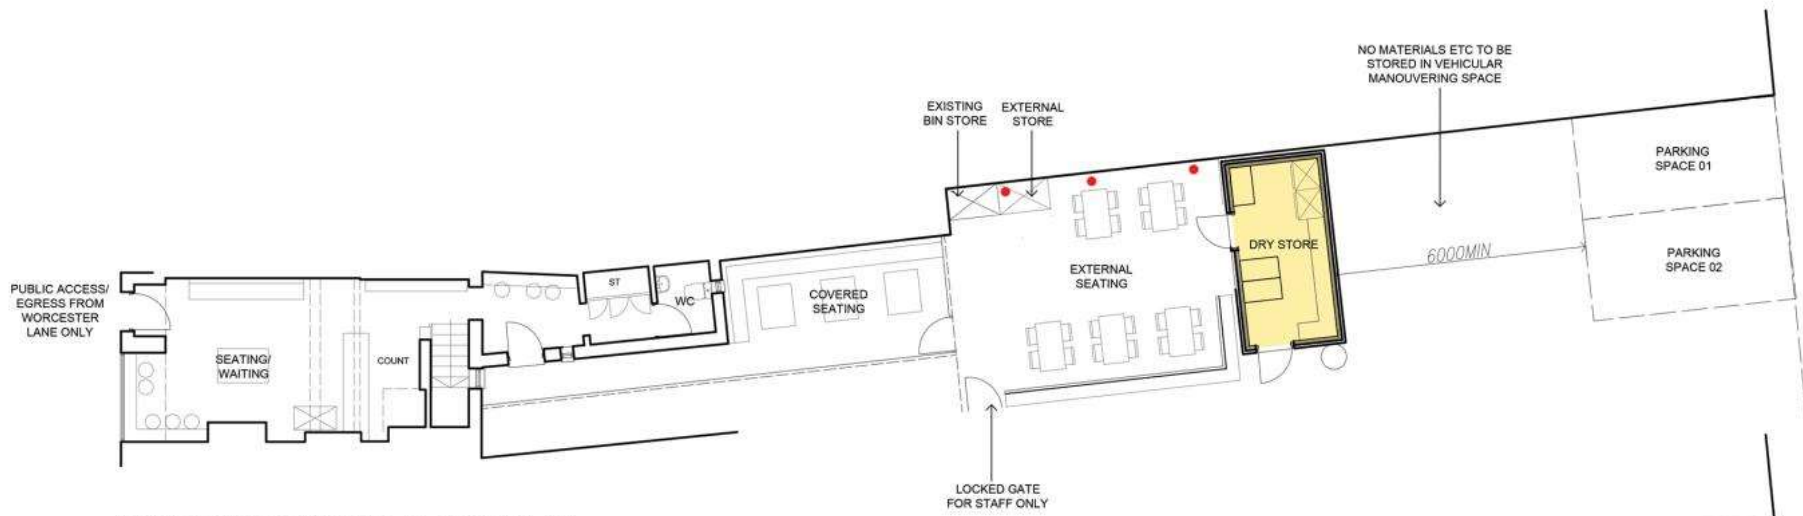 NO MATERIALS ETC TO BE
STORED IN VEHICULAR
MANOUVERING SPACE
EXISTING
BIN STORE
EXTERNAL
STORE
PARKING
SPACE 01
DRY STORE
6000MIN
PARKING
SPACE 02
EXTERNAL
SEATING
PUBLIC ACCESS/
EGRESS FROM
WORCESTER
LANE ONLY
ST
WC
COVERED
SEATING
SEATING/
WAITING
COUNT
LOCKED GATE
FOR STAFF ONLY